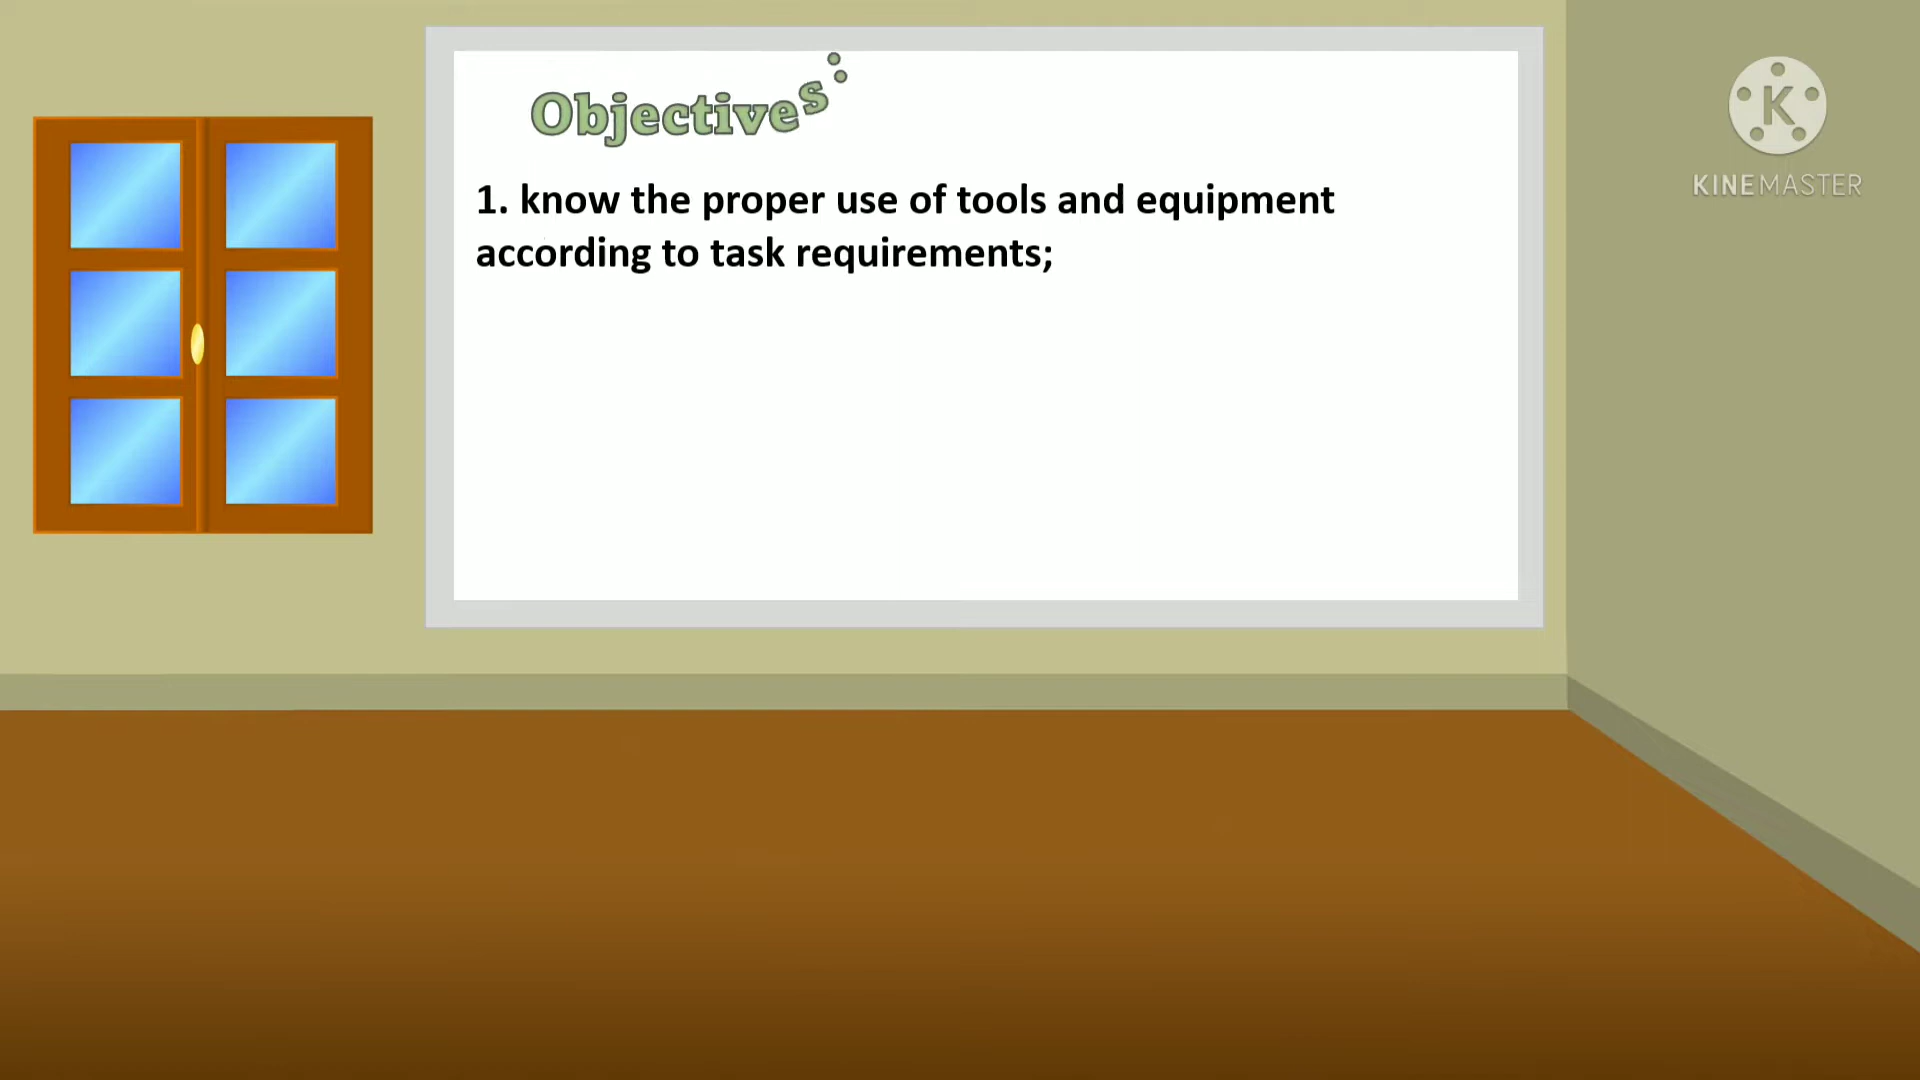 Objectives:
1. know the proper use of tools and equipment
according to task requirements;
K
KINEMASTER